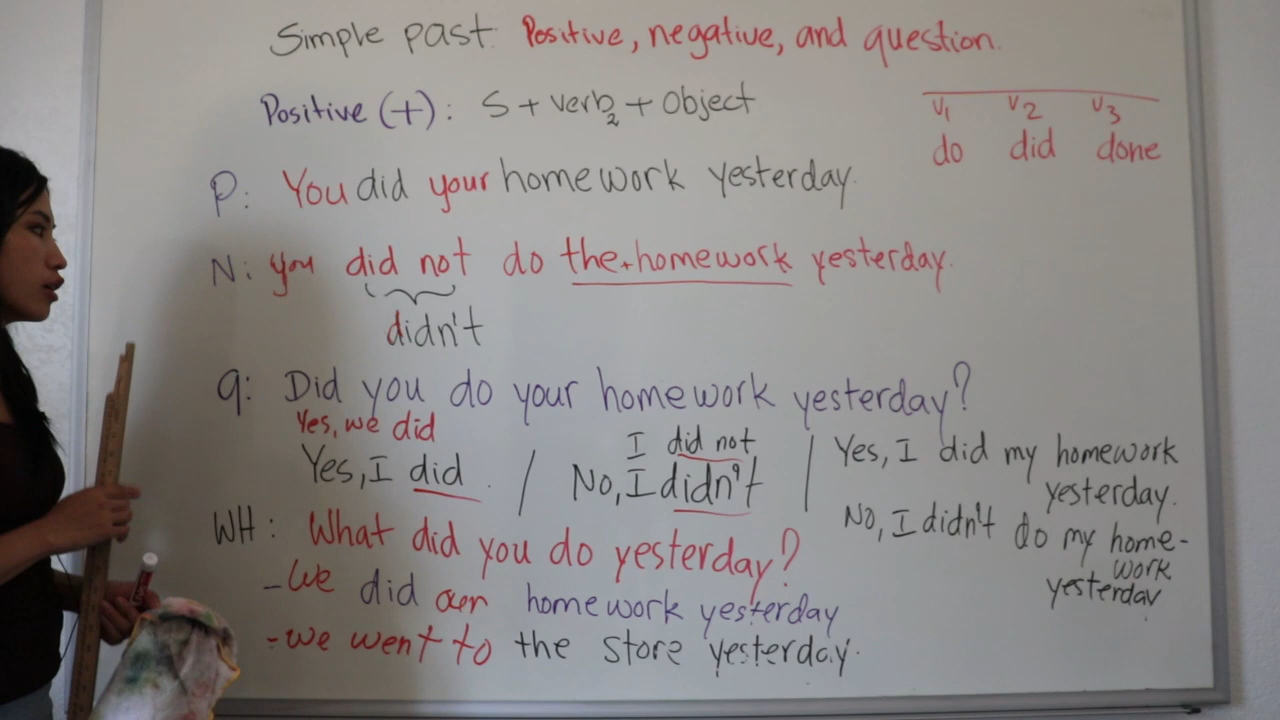 Simple past: Positive, negative, and question.
Positive (+): S + verb2 + Object
V1 V2 V3
do did done
P: You did your homework yesterday.
N: you did not do the+homework yesterday.
didn't
q: Did you do your homework yesterday?
Yes, we did
Yes, I did. / No, I didn't
I did not
Yes, I did my homework
yesterday.
No, I didn't do my home-
work
yesterday
WH: What did you do yesterday?
- We did our homework yesterday
- we went to the store yesterday.